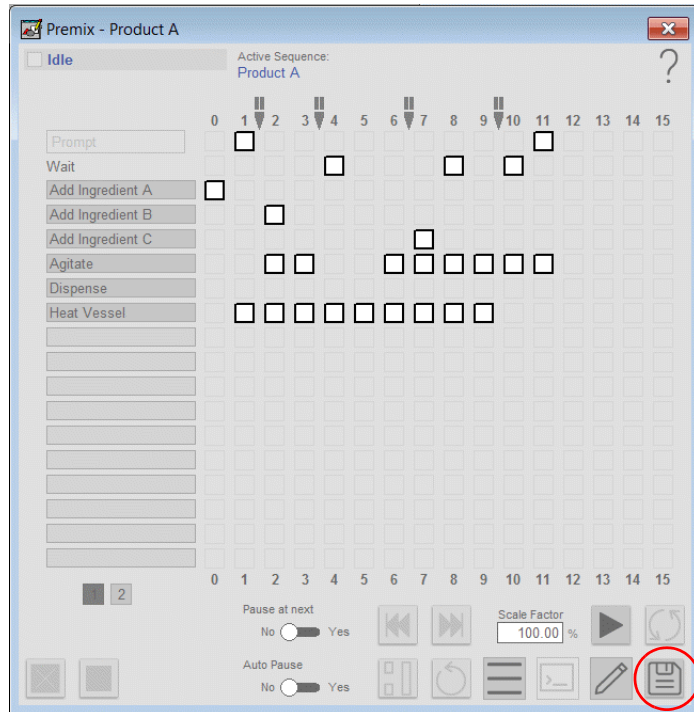 Premix - Product A
Idle
Active Sequence:
Product A
?
0 1 2 3 4 5 6 7 8 9 10 11 12 13 14 15
Prompt
Wait
Add Ingredient A
Add Ingredient B
Add Ingredient C
Agitate
Dispense
Heat Vessel
0 1 2 3 4 5 6 7 8 9 10 11 12 13 14 15
1 2
Pause at next
No Yes
Scale Factor
100.00 %
Auto Pause
No Yes